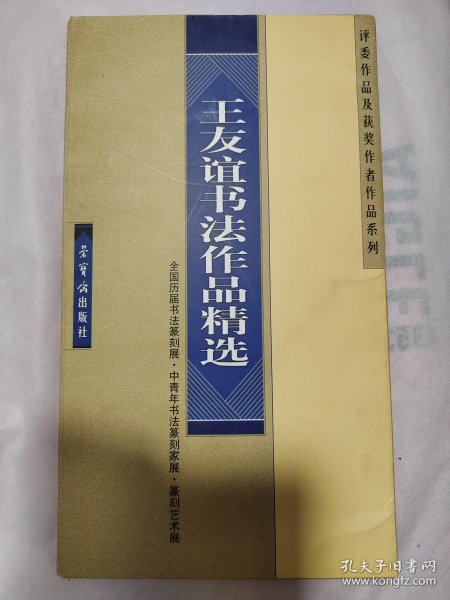 评委作品及获奖作者作品系列
王友谊书法作品精选
全国历届书法篆刻展·中青年书法篆刻家展·篆刻艺术展
荣宝斋出版社
孔夫子旧书网
www.kongfz.com